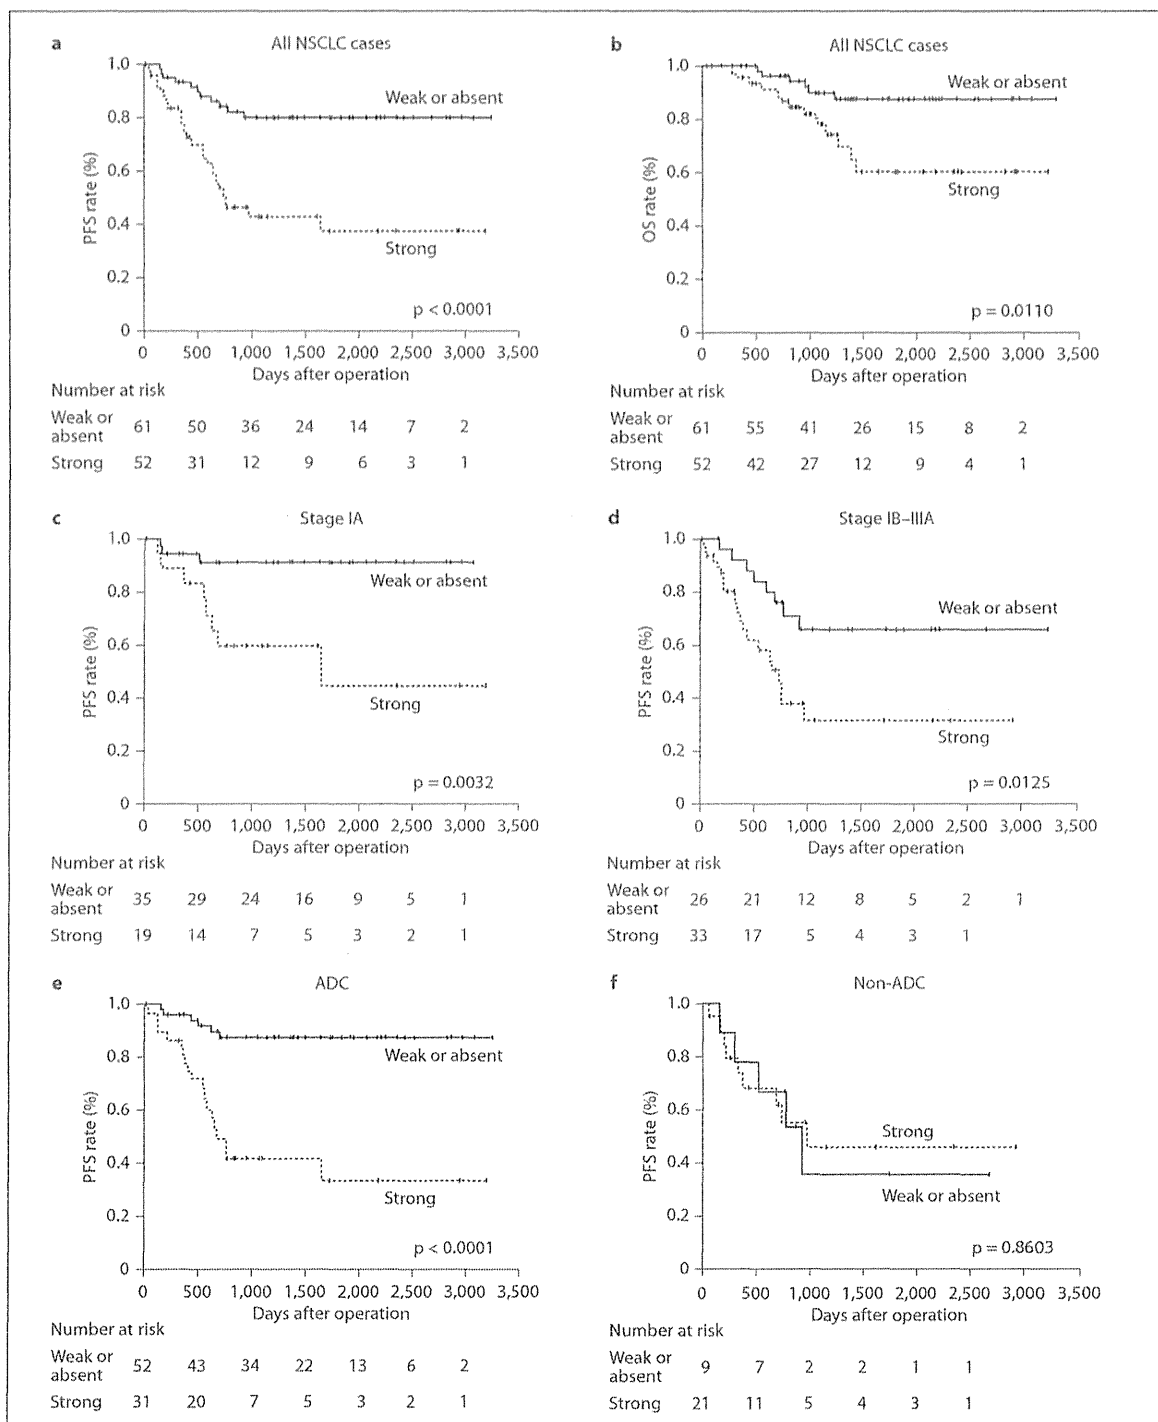 a All NSCLC cases
1.0
0.8
0.6
0.4
0.2
0
PFS rate (%)
Weak or absent
Strong
p < 0.0001
0 500 1,000 1,500 2,000 2,500 3,000 3,500
Days after operation
Number at risk
Weak or
absent 61 50 36 24 14 7 2
Strong 52 31 12 9 6 3 1
b All NSCLC cases
1.0
0.8
0.6
0.4
0.2
0
OS rate (%)
Weak or absent
Strong
p = 0.0110
0 500 1,000 1,500 2,000 2,500 3,000 3,500
Days after operation
Number at risk
Weak or
absent 61 55 41 26 15 8 2
Strong 52 42 27 12 9 4 1
c Stage IA
1.0
0.8
0.6
0.4
0.2
0
PFS rate (%)
Weak or absent
Strong
p = 0.0032
0 500 1,000 1,500 2,000 2,500 3,000 3,500
Days after operation
Number at risk
Weak or
absent 35 29 24 16 9 5 1
Strong 19 14 7 5 3 2 1
d Stage IB–IIIA
1.0
0.8
0.6
0.4
0.2
0
PFS rate (%)
Weak or absent
Strong
p = 0.0125
0 500 1,000 1,500 2,000 2,500 3,000 3,500
Days after operation
Number at risk
Weak or
absent 26 21 12 8 5 2 1
Strong 33 17 5 4 3 1
e ADC
1.0
0.8
0.6
0.4
0.2
0
PFS rate (%)
Weak or absent
Strong
p < 0.0001
0 500 1,000 1,500 2,000 2,500 3,000 3,500
Days after operation
Number at risk
Weak or
absent 52 43 34 22 13 6 2
Strong 31 20 7 5 3 2 1
f Non-ADC
1.0
0.8
0.6
0.4
0.2
0
PFS rate (%)
Strong
Weak or absent
p = 0.8603
0 500 1,000 1,500 2,000 2,500 3,000 3,500
Days after operation
Number at risk
Weak or
absent 9 7 2 2 1 1
Strong 21 11 5 4 3 1